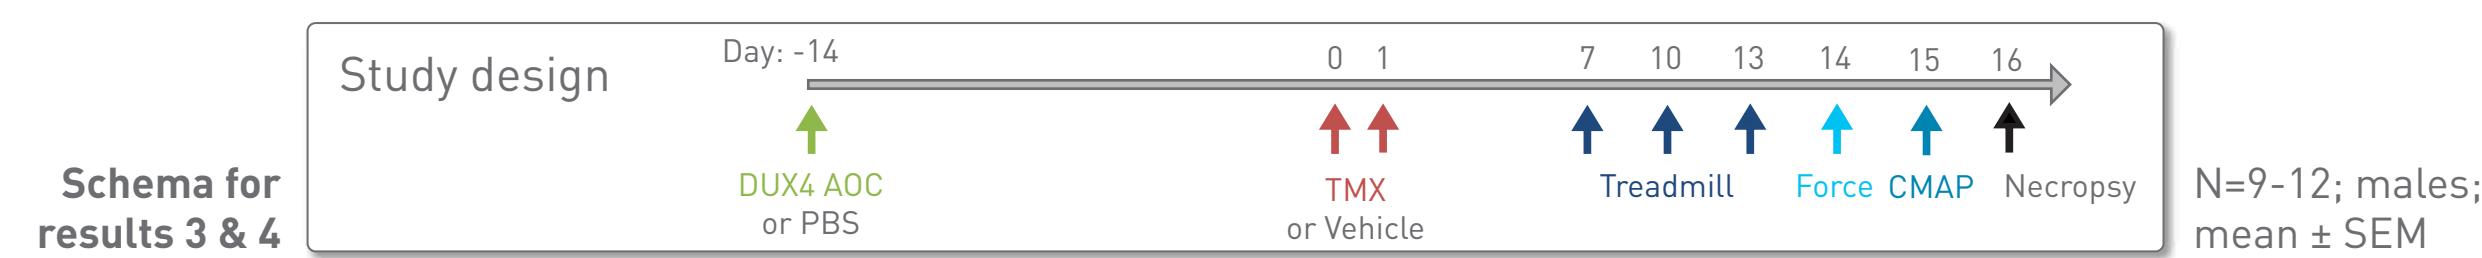 Study design
Day: -14 0 1 7 10 13 14 15 16
DUX4 AOC
or PBS
TMX
or Vehicle
Treadmill
Force
CMAP
Necropsy
Schema for
results 3 & 4
N=9-12; males;
mean ± SEM